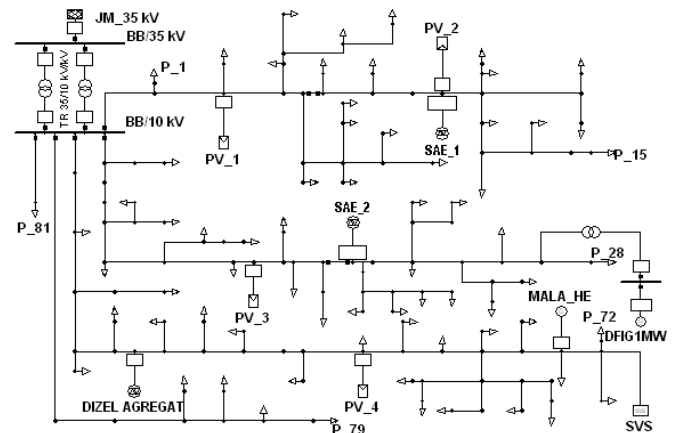 JM_35 kV
BB/35 kV
TR 35/10 kV/kV
BB/10 kV
P_1
PV_1
PV_2
SAE_1
P_15
P_81
SAE_2
PV_3
P_28
MALA_HE
DFIG1MW
P_72
DIZEL AGREGAT
PV_4
P_79
SVS